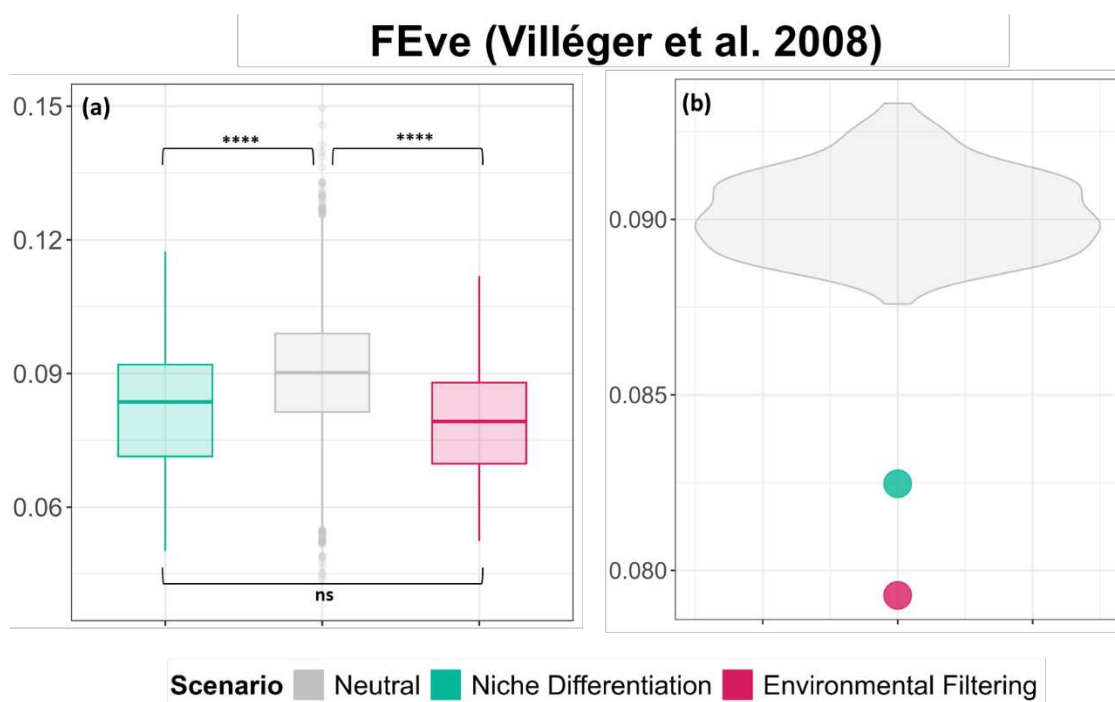 FEve (Villéger et al. 2008)
(a)
0.15
0.12
0.09
0.06
****
****
ns
(b)
0.090
0.085
0.080
Scenario Neutral Niche Differentiation Environmental Filtering